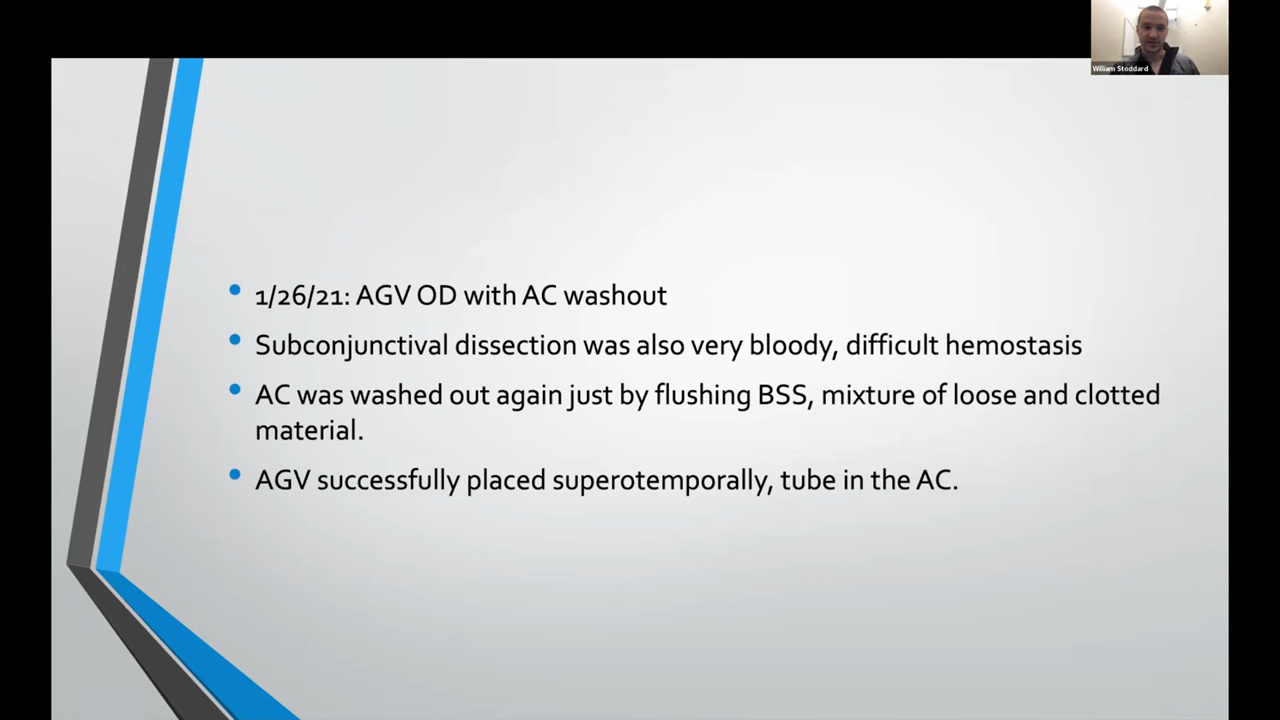 William Stoddard
• 1/26/21: AGV OD with AC washout
• Subconjunctival dissection was also very bloody, difficult hemostasis
• AC was washed out again just by flushing BSS, mixture of loose and clotted
material.
• AGV successfully placed superotemporally, tube in the AC.